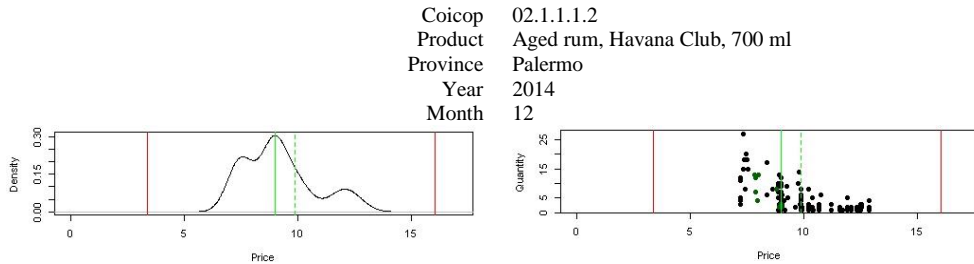 Coicop 02.1.1.1.2
Product Aged rum, Havana Club, 700 ml
Province Palermo
Year 2014
Month 12
Density
0.00 0.15 0.30
0 5 10 15
Price
Quantity
5 15 25
0 5 10 15
Price